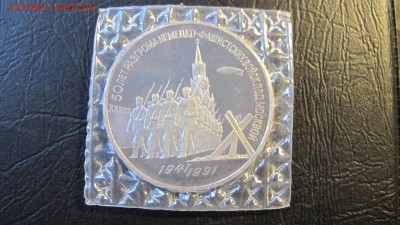 50 ЛЕТ РАЗГРОМА НЕМЕЦКО-ФАШИСТСКИХ ВОЙСК ПОД МОСКВОЙ
1941/1991